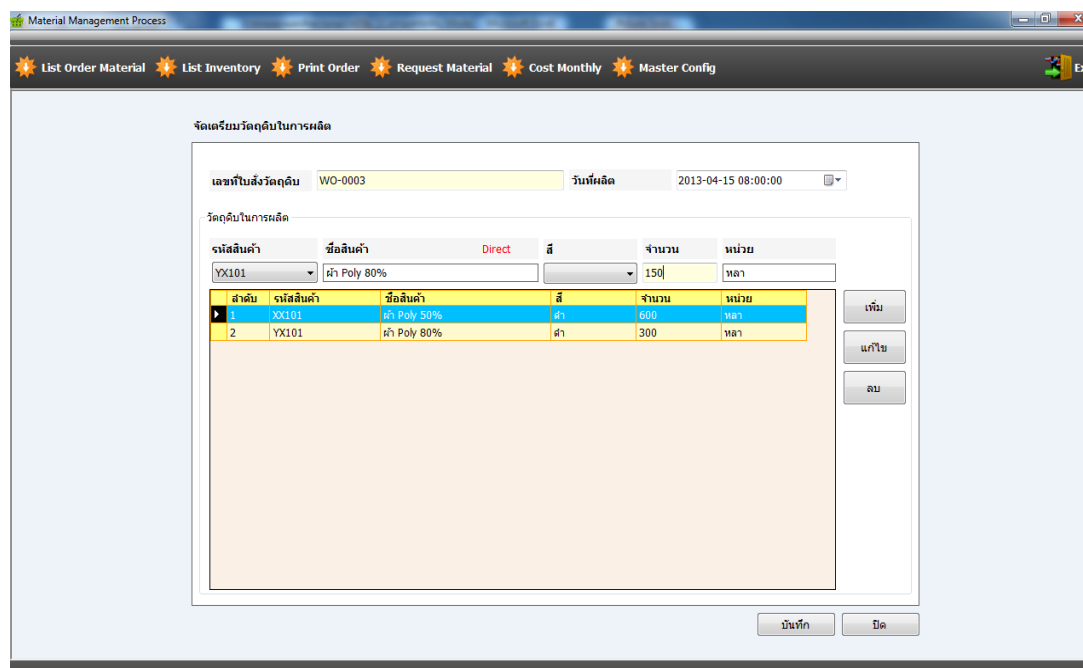 Material Management Process
List Order Material List Inventory Print Order Request Material Cost Monthly Master Config
จัดเตรียมวัตถุดิบในการผลิต
เลขที่ใบสั่งวัตถุดิบ WO-0003 วันที่ผลิต 2013-04-15 08:00:00
วัตถุดิบในการผลิต
รหัสสินค้า ชื่อสินค้า Direct สี จำนวน หน่วย
YX101 ผ้า Poly 80% 150 หลา
ลำดับ รหัสสินค้า ชื่อสินค้า สี จำนวน หน่วย
1 XX101 ผ้า Poly 50% ดำ 600 หลา
2 YX101 ผ้า Poly 80% ดำ 300 หลา
เพิ่ม
แก้ไข
ลบ
บันทึก ปิด